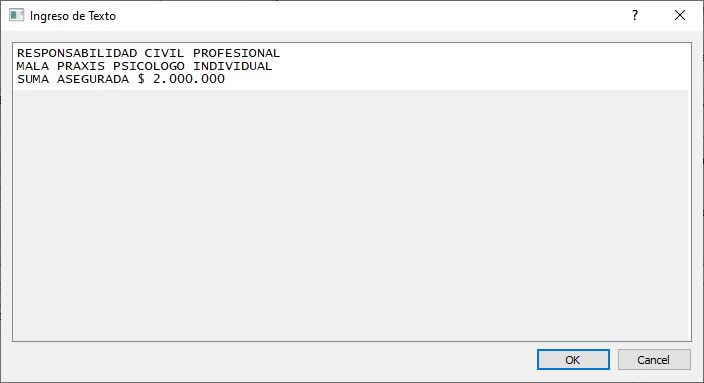 Ingreso de Texto
RESPONSABILIDAD CIVIL PROFESIONAL
MALA PRAXIS PSICOLOGO INDIVIDUAL
SUMA ASEGURADA $ 2.000.000
OK Cancel